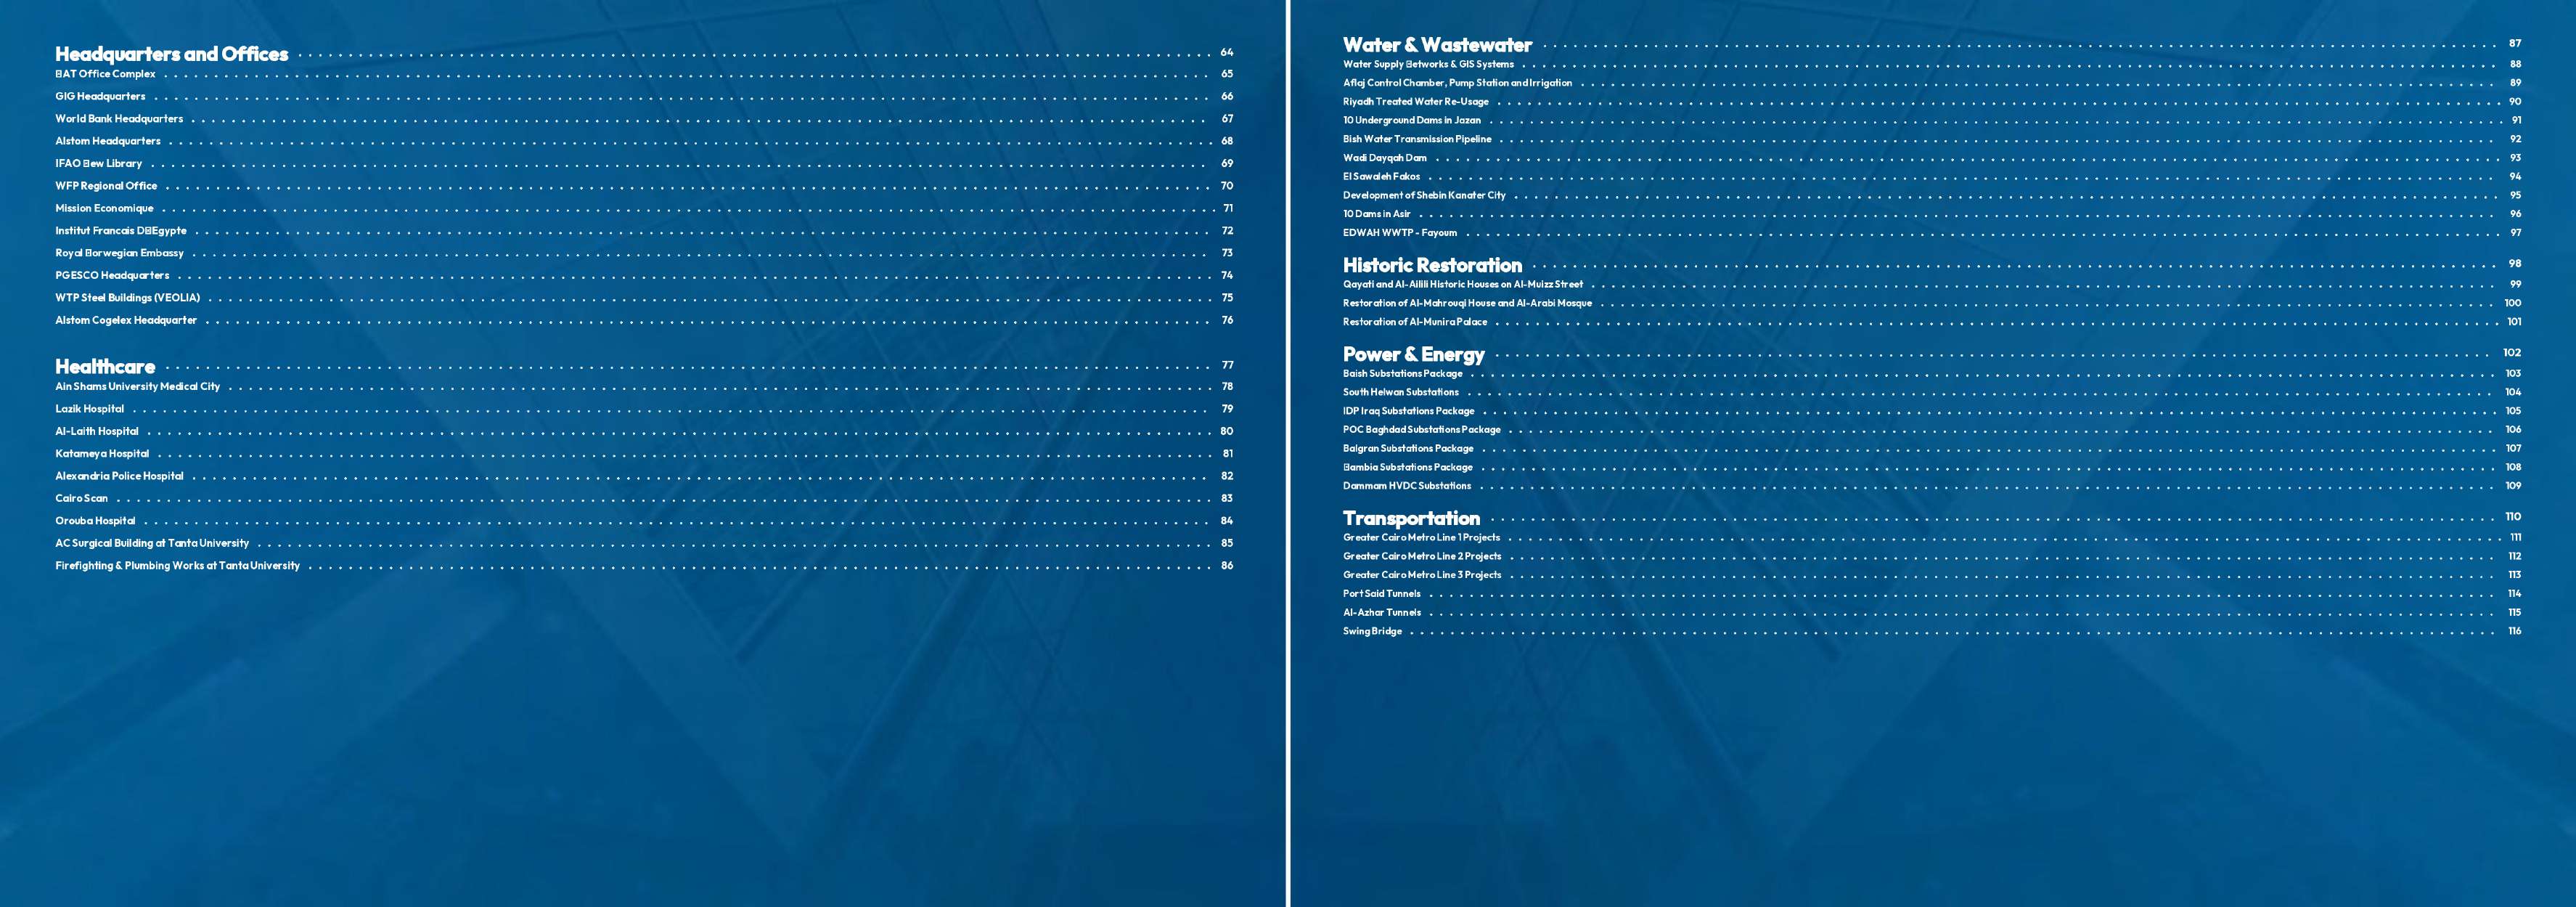 Headquarters and Offices . . . . 64
AT Office Complex . . . . 65
GIG Headquarters . . . . 66
World Bank Headquarters . . . . 67
Alstom Headquarters . . . . 68
IFAO ew Library . . . . 69
WFP Regional Office . . . . 70
Mission Economique . . . . 71
Institut Francais D Egypte . . . . 72
Royal orwegian Embassy . . . . 73
PGESCO Headquarters . . . . 74
WTP Steel Buildings (VEOLIA) . . . . 75
Alstom Cogelex Headquarter . . . . 76
Healthcare . . . . 77
Ain Shams University Medical City . . . . 78
Lazik Hospital . . . . 79
Al-Laith Hospital . . . . 80
Katameya Hospital . . . . 81
Alexandria Police Hospital . . . . 82
Cairo Scan . . . . 83
Orouba Hospital . . . . 84
AC Surgical Building at Tanta University . . . . 85
Firefighting & Plumbing Works at Tanta University . . . . 86
Water & Wastewater . . . . 87
Water Supply etworks & GIS Systems . . . . 88
Aflaj Control Chamber, Pump Station and Irrigation . . . . 89
Riyadh Treated Water Re-Usage . . . . 90
10 Underground Dams in Jazan . . . . 91
Bish Water Transmission Pipeline . . . . 92
Wadi Dayqah Dam . . . . 93
El Sawaleh Fakos . . . . 94
Development of Shebin Kanater City . . . . 95
10 Dams in Asir . . . . 96
EDWAH WWTP - Fayoum . . . . 97
Historic Restoration . . . . 98
Qayati and Al-Ailili Historic Houses on Al-Muizz Street . . . . 99
Restoration of Al-Mahrouqi House and Al-Arabi Mosque . . . . 100
Restoration of Al-Munira Palace . . . . 101
Power & Energy . . . . 102
Baish Substations Package . . . . 103
South Helwan Substations . . . . 104
IDP Iraq Substations Package . . . . 105
POC Baghdad Substations Package . . . . 106
Balgran Substations Package . . . . 107
ambia Substations Package . . . . 108
Dammam HVDC Substations . . . . 109
Transportation . . . . 110
Greater Cairo Metro Line 1 Projects . . . . 111
Greater Cairo Metro Line 2 Projects . . . . 112
Greater Cairo Metro Line 3 Projects . . . . 113
Port Said Tunnels . . . . 114
Al-Azhar Tunnels . . . . 115
Swing Bridge . . . . 116